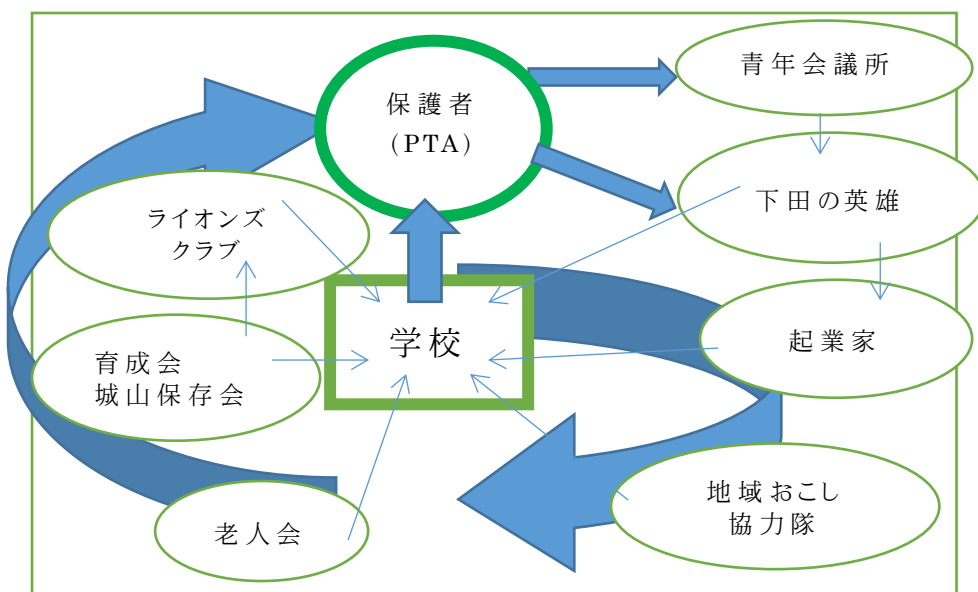 保護者
(PTA)
青年会議所
下田の英雄
ライオンズ
クラブ
学校
起業家
育成会
城山保存会
地域おこし
協力隊
老人会